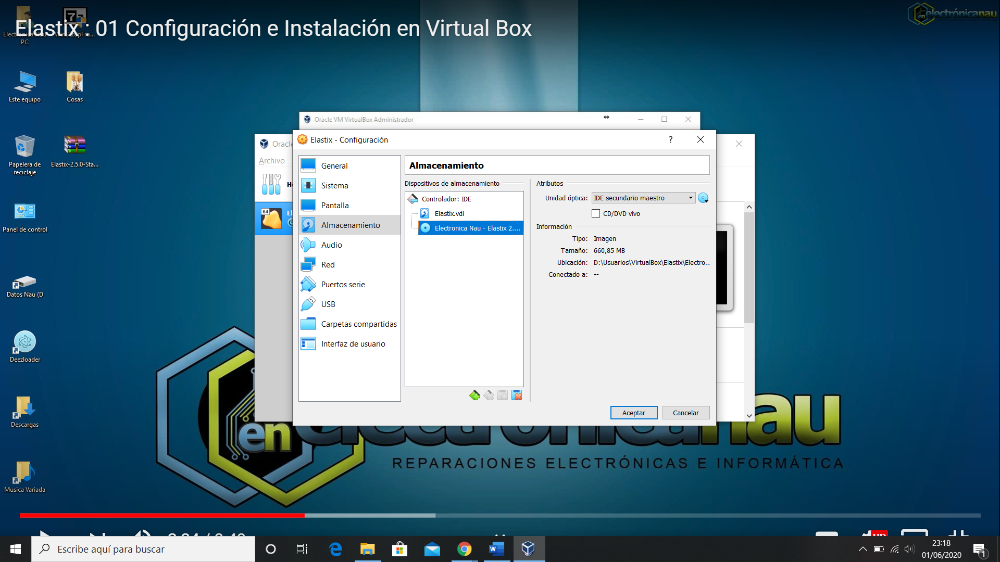 Elastix : 01 Configuración e Instalación en Virtual Box
electrónicanau
PC
Este equipo
Cosas
Papelera de
reciclaje
Elastix-2.5.0-Sta...
Panel de control
Datos Nau (D
Deezloader
Descargas
Musica Variada
Oracle VM VirtualBox Administrador
Archivo
64
Elastix - Configuración
?
General
Sistema
Pantalla
Almacenamiento
Audio
Red
Puertos serie
USB
Carpetas compartidas
Interfaz de usuario
Almacenamiento
Dispositivos de almacenamiento
Controlador: IDE
Elastix.vdi
Electronica Nau - Elastix 2....
Atributos
Unidad óptica: IDE secundario maestro
CD/DVD vivo
Información
Tipo: Imagen
Tamaño: 660,85 MB
Ubicación: D:\Usuarios\VirtualBox\Elastix\Electro...
Conectado a: --
Aceptar
Cancelar
en
REPARACIONES ELECTRÓNICAS E INFORMÁTICA
Escribe aquí para buscar
23:18
01/06/2020
1